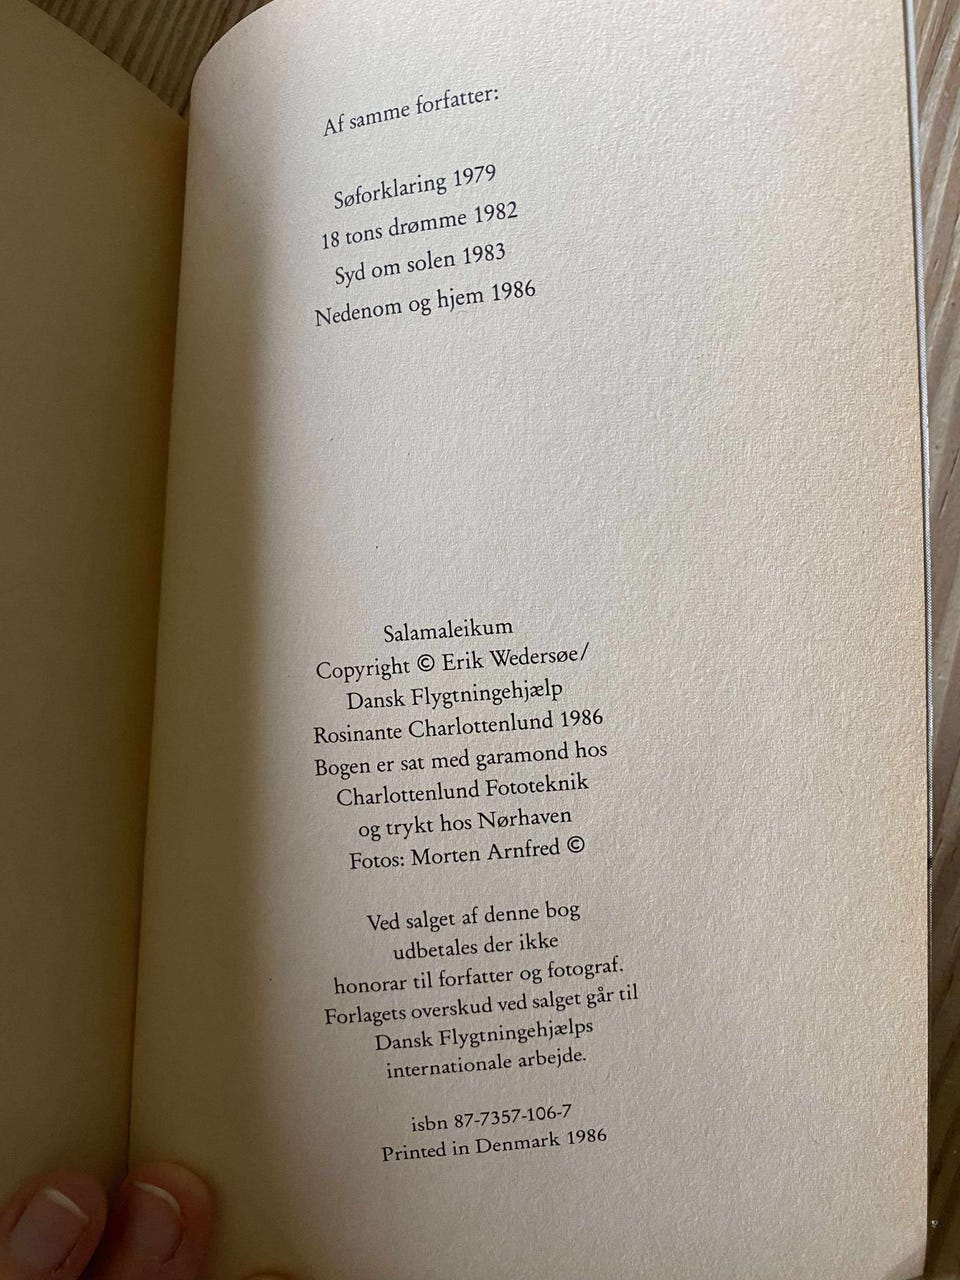 Af samme forfatter:
Søforklaring 1979
18 tons drømme 1982
Syd om solen 1983
Nedenom og hjem 1986
Salamaleikum
Copyright © Erik Wedersøe/
Dansk Flygtningehjælp
Rosinante Charlottenlund 1986
Bogen er sat med garamond hos
Charlottenlund Fototeknik
og trykt hos Nørhaven
Fotos: Morten Arnfred ©
Ved salget af denne bog
udbetales der ikke
honorar til forfatter og fotograf.
Forlagets overskud ved salget går til
Dansk Flygtningehjælps
internationale arbejde.
isbn 87-7357-106-7
Printed in Denmark 1986